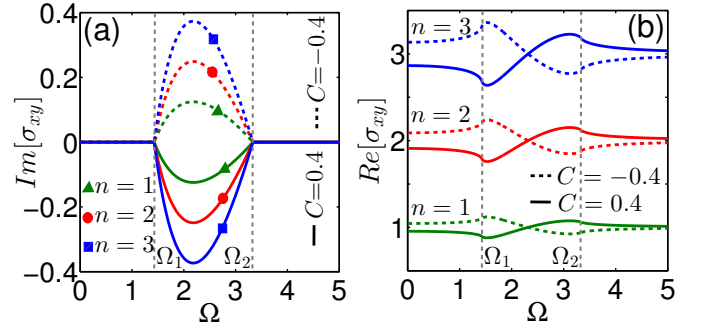 (a)
Im[σxy]
0.4
0.2
0
−0.2
−0.4
C=−0.4
C=0.4
n = 1
n = 2
n = 3
Ω1
Ω2
0 1 2 3 4 5
Ω
(b)
Re[σxy]
3
2
1
n = 3
n = 2
n = 1
C = −0.4
C = 0.4
Ω1
Ω2
0 1 2 3 4 5
Ω